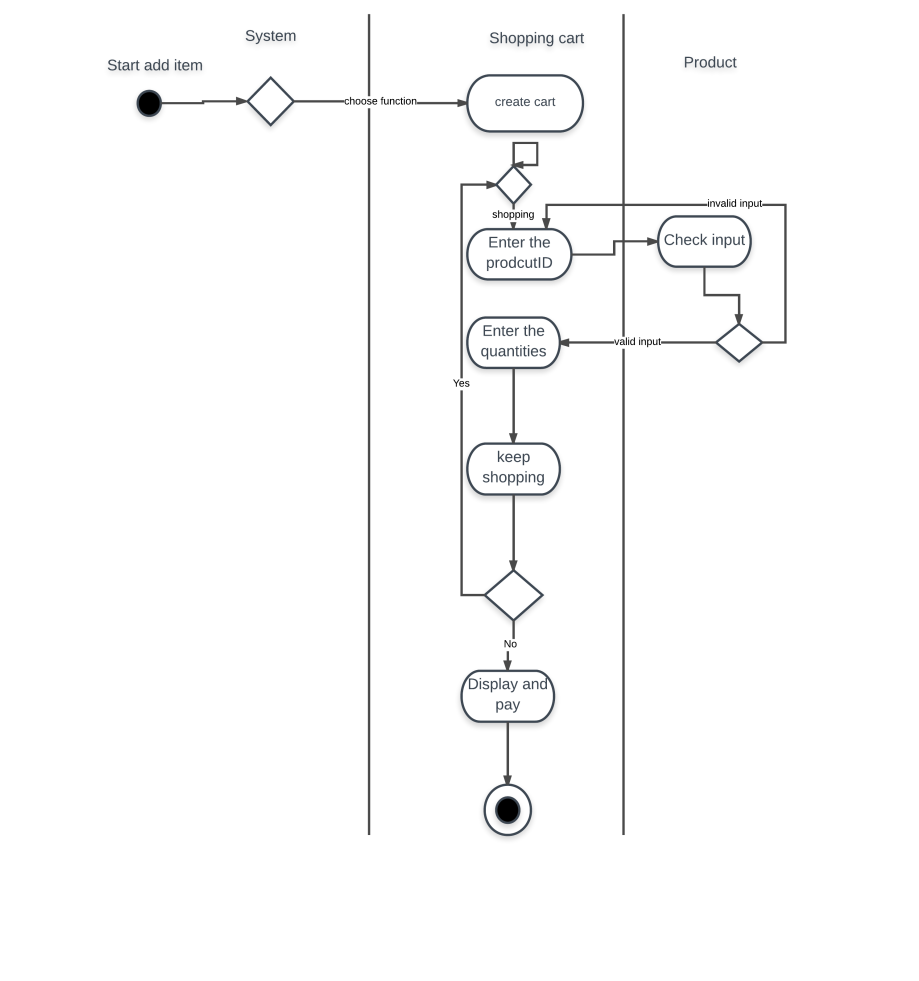 System
Shopping cart
Product
Start add item
choose function
create cart
shopping
invalid input
Enter the
prodcutID
Check input
Enter the
quantities
valid input
Yes
keep
shopping
No
Display and
pay